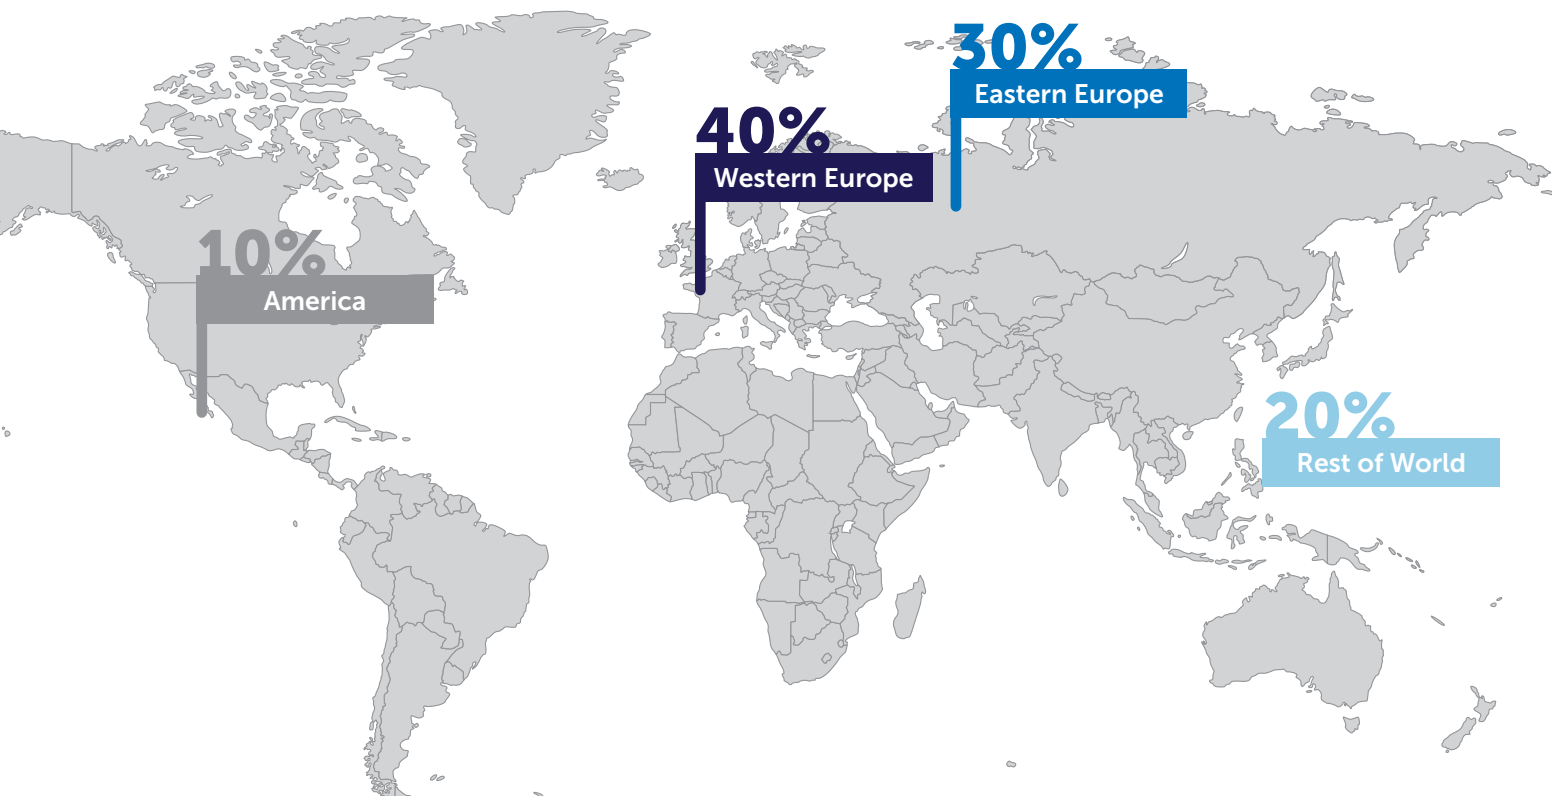 30%
Eastern Europe
40%
Western Europe
10%
America
20%
Rest of World